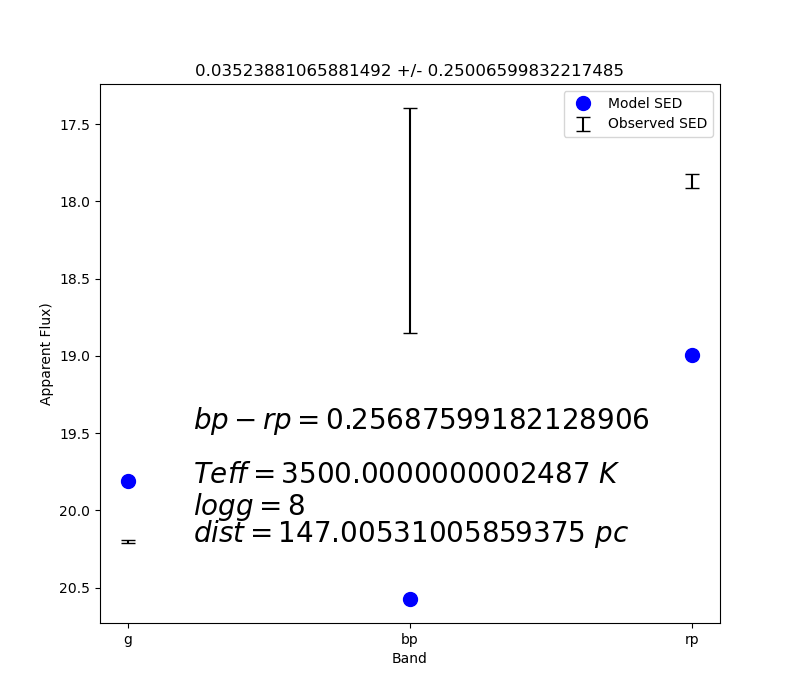 0.03523881065881492 +/- 0.25006599832217485
Model SED
Observed SED
17.5
18.0
18.5
19.0
19.5
20.0
20.5
Apparent Flux)
bp − rp = 0.25687599182128906
Teff = 3500.0000000002487 K
logg = 8
dist = 147.00531005859375 pc
g
bp
rp
Band